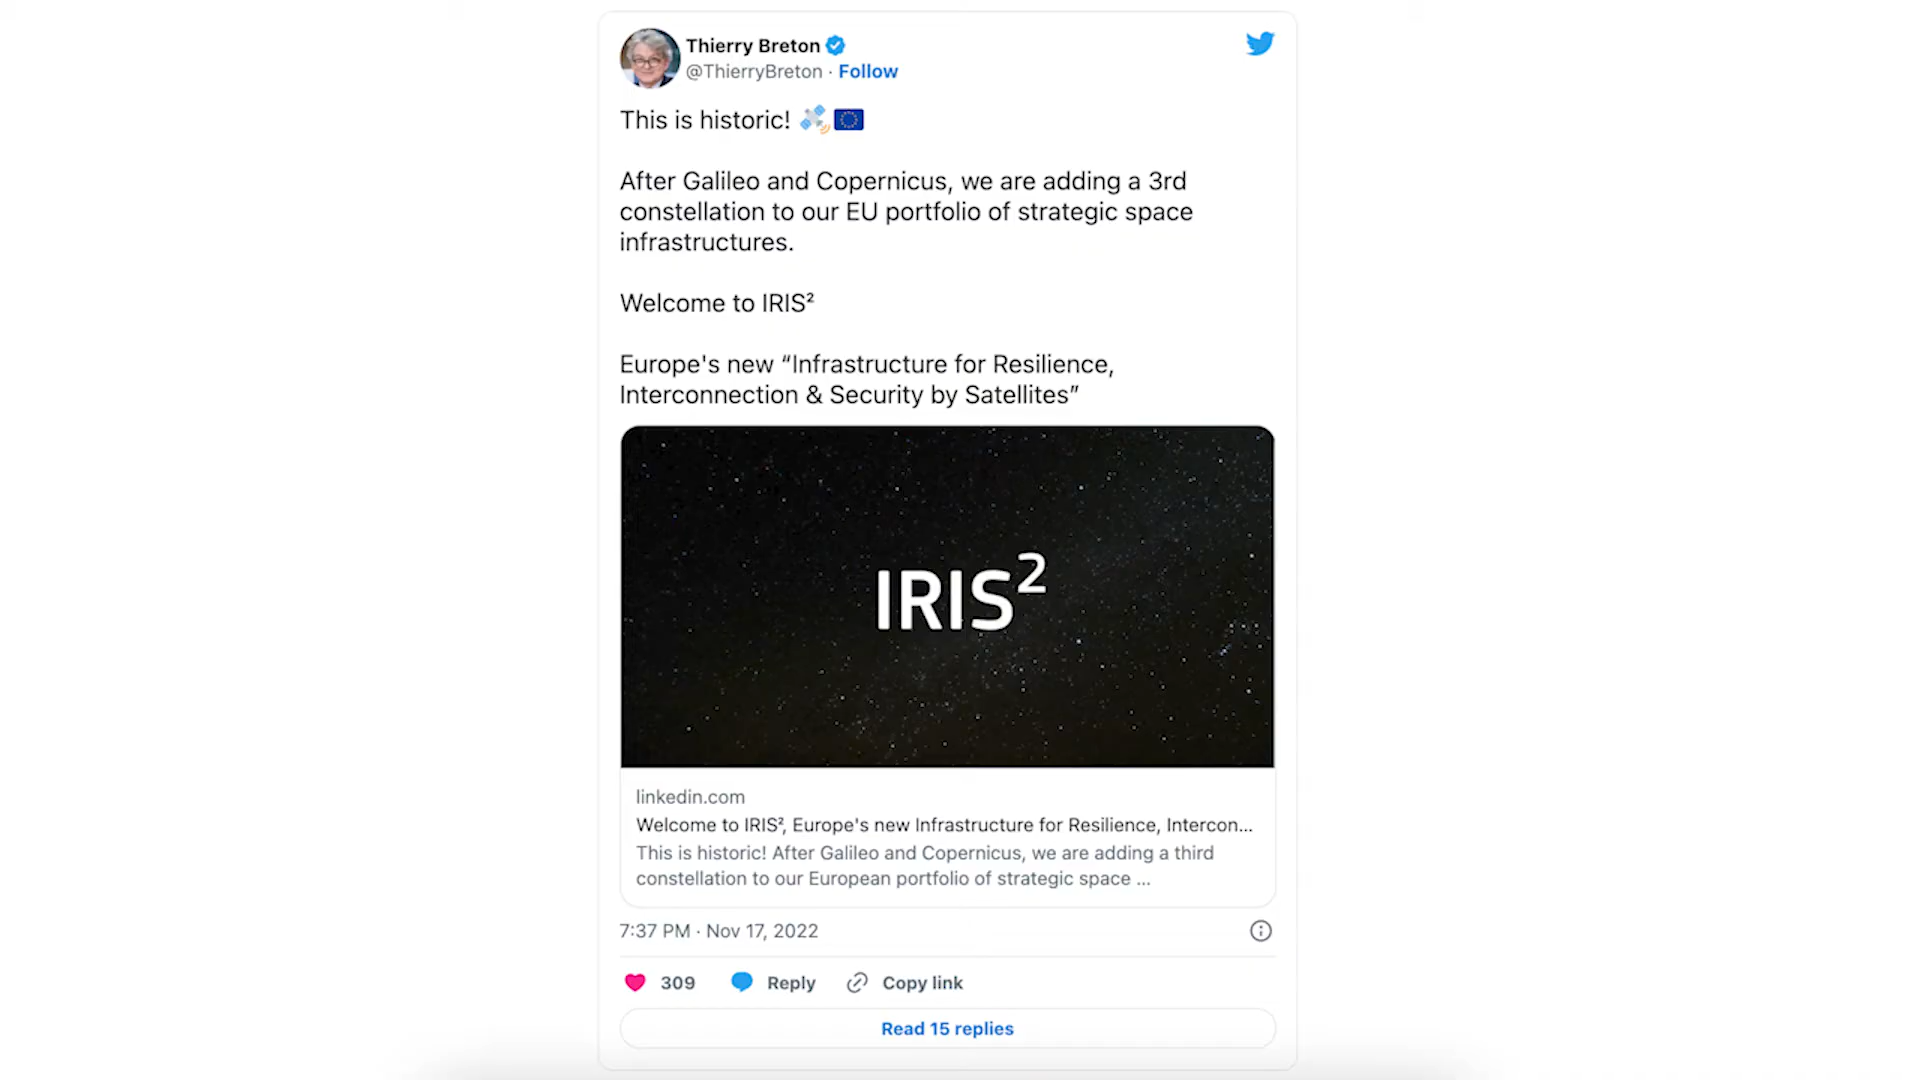 Thierry Breton
@ThierryBreton · Follow
This is historic! 🛰️🇪🇺
After Galileo and Copernicus, we are adding a 3rd
constellation to our EU portfolio of strategic space
infrastructures.
Welcome to IRIS²
Europe's new “Infrastructure for Resilience,
Interconnection & Security by Satellites”
IRIS²
linkedin.com
Welcome to IRIS², Europe's new Infrastructure for Resilience, Intercon...
This is historic! After Galileo and Copernicus, we are adding a third
constellation to our European portfolio of strategic space ...
7:37 PM · Nov 17, 2022
309 Reply Copy link
Read 15 replies